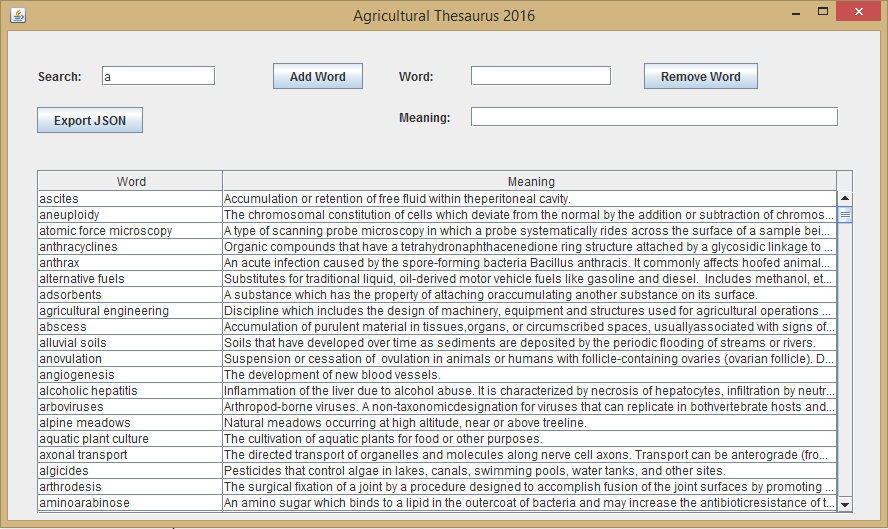 Agricultural Thesaurus 2016
Search: a Add Word Word: Remove Word
Export JSON Meaning:
Word Meaning
ascites Accumulation or retention of free fluid within theperitoneal cavity.
aneuploidy The chromosomal constitution of cells which deviate from the normal by the addition or subtraction of chromos...
atomic force microscopy A type of scanning probe microscopy in which a probe systematically rides across the surface of a sample bei...
anthracyclines Organic compounds that have a tetrahydronaphthacenedione ring structure attached by a glycosidic linkage to ...
anthrax An acute infection caused by the spore-forming bacteria Bacillus anthracis. It commonly affects hoofed animal...
alternative fuels Substitutes for traditional liquid, oil-derived motor vehicle fuels like gasoline and diesel.  Includes methanol, et...
adsorbents A substance which has the property of attaching oraccumulating another substance on its surface.
agricultural engineering Discipline which includes the design of machinery, equipment and structures used for agricultural operations ...
abscess Accumulation of purulent material in tissues,organs, or circumscribed spaces, usuallyassociated with signs of...
alluvial soils Soils that have developed over time as sediments are deposited by the periodic flooding of streams or rivers.
anovulation Suspension or cessation of  ovulation in animals or humans with follicle-containing ovaries (ovarian follicle). D...
angiogenesis The development of new blood vessels.
alcoholic hepatitis Inflammation of the liver due to alcohol abuse. It is characterized by necrosis of hepatocytes, infiltration by neutr...
arboviruses Arthropod-borne viruses. A non-taxonomicdesignation for viruses that can replicate in bothvertebrate hosts and...
alpine meadows Natural meadows occurring at high altitude, near or above treeline.
aquatic plant culture The cultivation of aquatic plants for food or other purposes.
axonal transport The directed transport of organelles and molecules along nerve cell axons. Transport can be anterograde (fro...
algicides Pesticides that control algae in lakes, canals, swimming pools, water tanks, and other sites.
arthrodesis The surgical fixation of a joint by a procedure designed to accomplish fusion of the joint surfaces by promoting ...
aminoarabinose An amino sugar which binds to a lipid in the outercoat of bacteria and may increase the antibioticresistance of t...